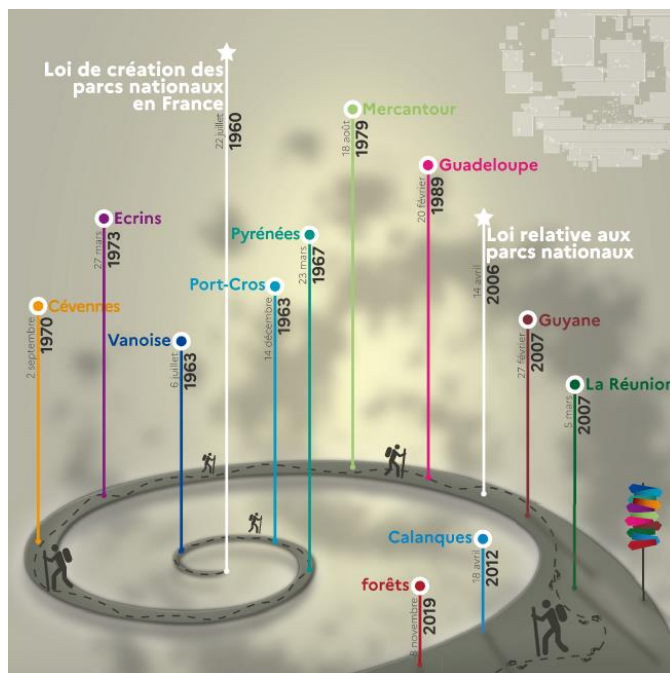 Loi de création des
parcs nationaux
en France
22 juillet
1960
Vanoise
6 juillet
1963
Port-Cros
14 décembre
1963
Pyrénées
23 mars
1967
Cévennes
2 septembre
1970
Ecrins
27 mars
1973
Mercantour
18 août
1979
Guadeloupe
20 février
1989
Loi relative aux
parcs nationaux
14 avril
2006
Guyane
27 février
2007
La Réunion
5 mars
2007
Calanques
18 avril
2012
forêts
novembre
2019